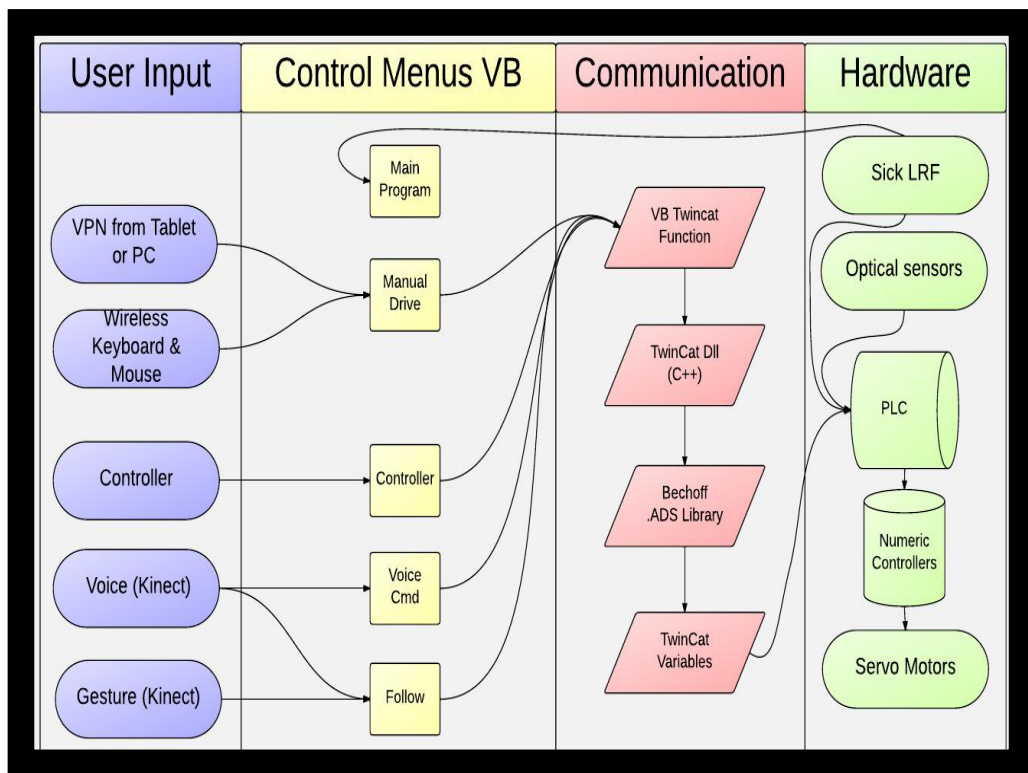 User Input
Control Menus VB
Communication
Hardware
VPN from Tablet
or PC
Wireless
Keyboard &
Mouse
Controller
Voice (Kinect)
Gesture (Kinect)
Main
Program
Manual
Drive
Controller
Voice
Cmd
Follow
VB Twincat
Function
TwinCat Dll
(C++)
Bechoff
.ADS Library
TwinCat
Variables
Sick LRF
Optical sensors
PLC
Numeric
Controllers
Servo Motors